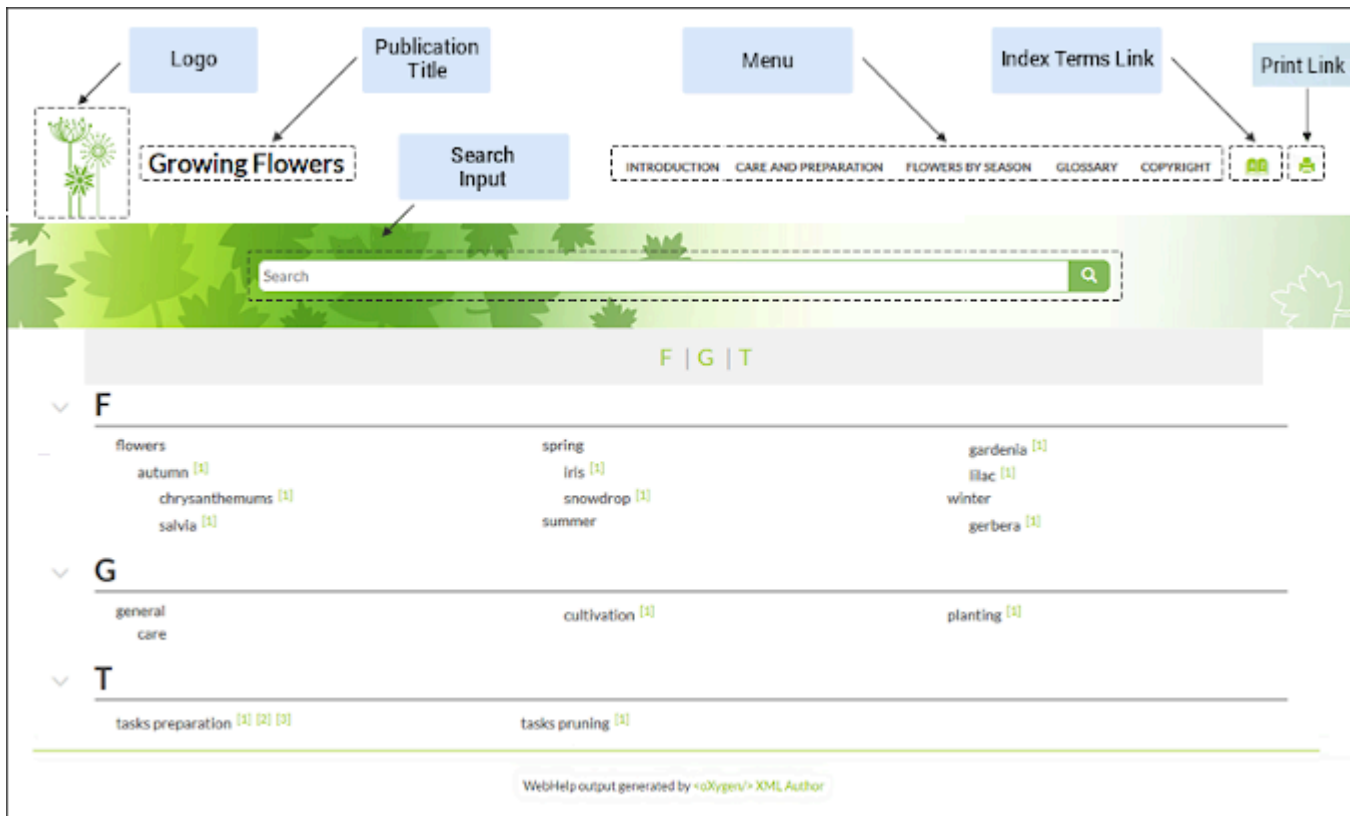 Logo
Publication
Title
Menu
Index Terms Link
Print Link
Growing Flowers
Search
Input
INTRODUCTION CARE AND PREPARATION FLOWERS BY SEASON GLOSSARY COPYRIGHT
Search
F | G | T
F
flowers
autumn [1]
chrysanthemums [1]
salvia [1]
spring
iris [1]
snowdrop [1]
summer
gardenia [1]
lilac [1]
winter
gerbera [1]
G
general
care
cultivation [1]
planting [1]
T
tasks preparation [1] [2] [3]
tasks pruning [1]
WebHelp output generated by <oXygen/> XML Author